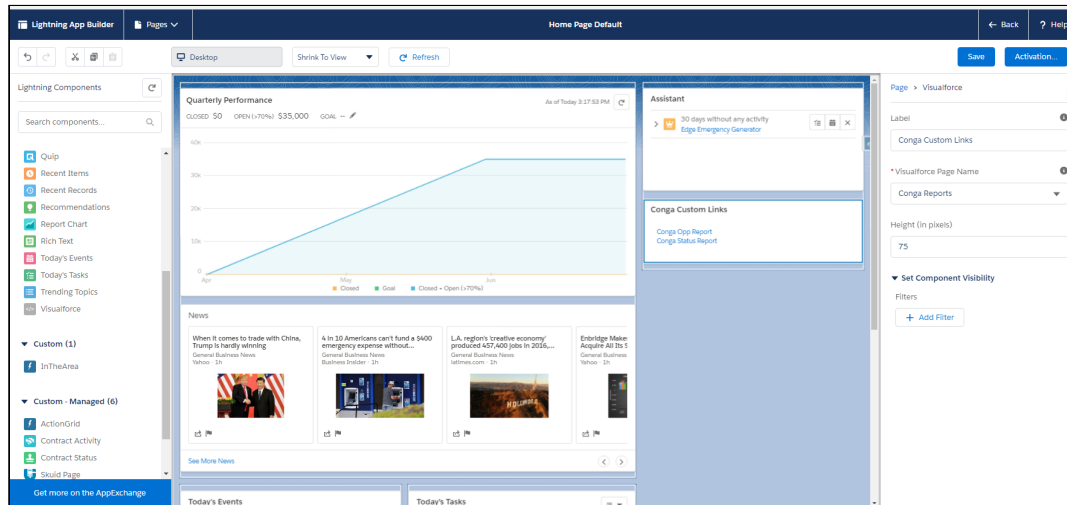 Lightning App Builder
Pages
Home Page Default
Back
? Help
Desktop
Shrink To View
Refresh
Save
Activation...
Lightning Components
Search components...
Quip
Recent Items
Recent Records
Recommendations
Report Chart
Rich Text
Today's Events
Today's Tasks
Trending Topics
Visualforce
Custom (1)
InTheArea
Custom - Managed (6)
ActionGrid
Contract Activity
Contract Status
Skuid Page
Get more on the AppExchange
Quarterly Performance
As of Today 3:17:53 PM
CLOSED $0 OPEN (>70%) $35,000 GOAL --
40k
30k
20k
10k
0
Apr
May
Jun
Closed
Goal
Closed + Open (>70%)
News
When it comes to trade with China,
Trump is hardly winning
General Business News
Yahoo · 1h
4 in 10 Americans can't fund a $400
emergency expense without...
General Business News
Business Insider · 1h
L.A. region's 'creative economy'
produced 457,400 jobs in 2016,...
General Business News
latimes.com · 1h
Enbridge Make
Acquire All Its S
General Business
Yahoo · 1h
HOLLYWOOD
See More News
Today's Events
Today's Tasks
Assistant
30 days without any activity
Edge Emergency Generator
Conga Custom Links
Conga Opp Report
Conga Status Report
Page > Visualforce
Label
Conga Custom Links
*Visualforce Page Name
Conga Reports
Height (in pixels)
75
Set Component Visibility
Filters
+ Add Filter